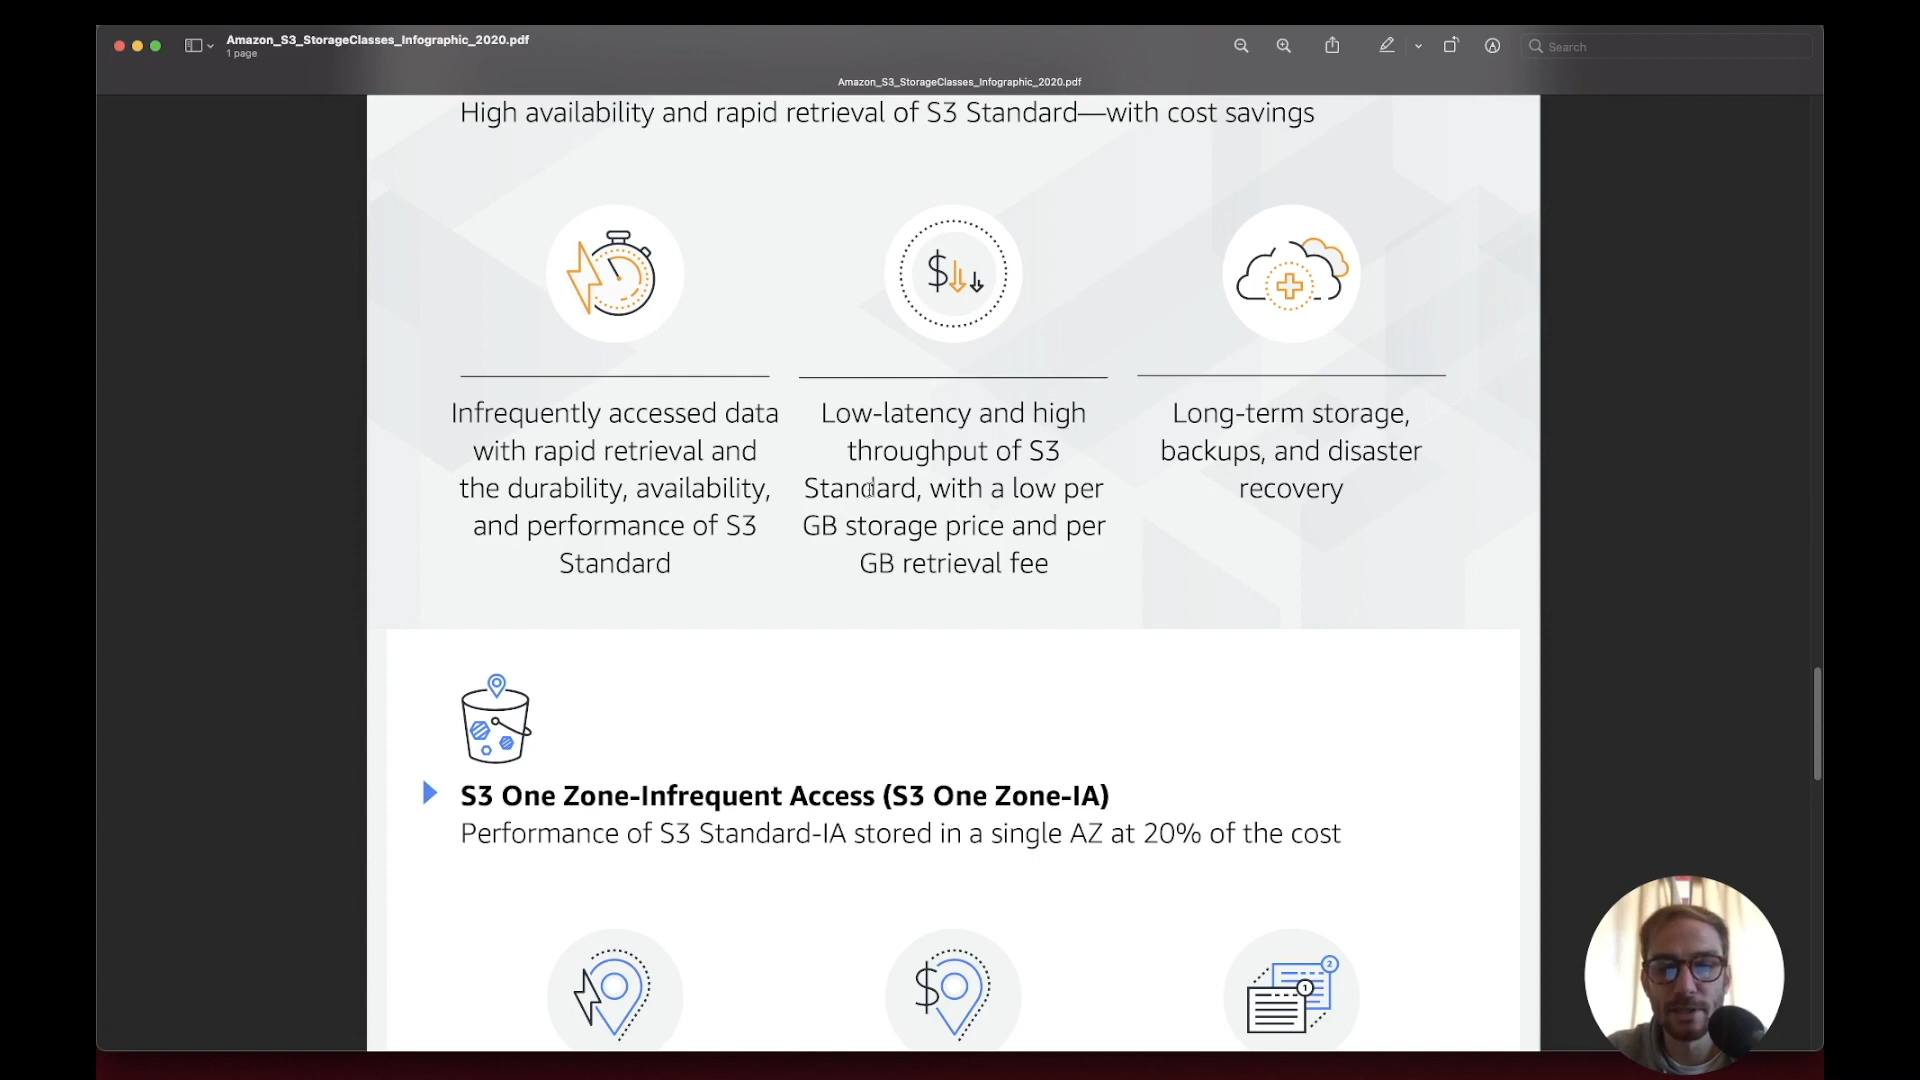 Amazon_S3_StorageClasses_Infographic_2020.pdf
1 page
Search
Amazon_S3_StorageClasses_Infographic_2020.pdf
High availability and rapid retrieval of S3 Standard—with cost savings
$
Infrequently accessed data
with rapid retrieval and
the durability, availability,
and performance of S3
Standard
Low-latency and high
throughput of S3
Standard, with a low per
GB storage price and per
GB retrieval fee
Long-term storage,
backups, and disaster
recovery
S3 One Zone-Infrequent Access (S3 One Zone-IA)
Performance of S3 Standard-IA stored in a single AZ at 20% of the cost
$
2
1